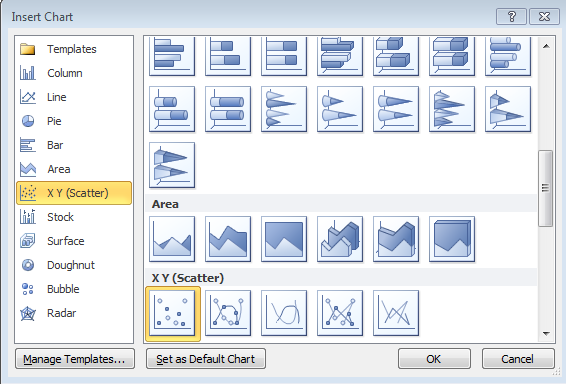 Insert Chart
Templates
Column
Line
Pie
Bar
Area
X Y (Scatter)
Stock
Surface
Doughnut
Bubble
Radar
Area
X Y (Scatter)
Manage Templates...
Set as Default Chart
OK
Cancel